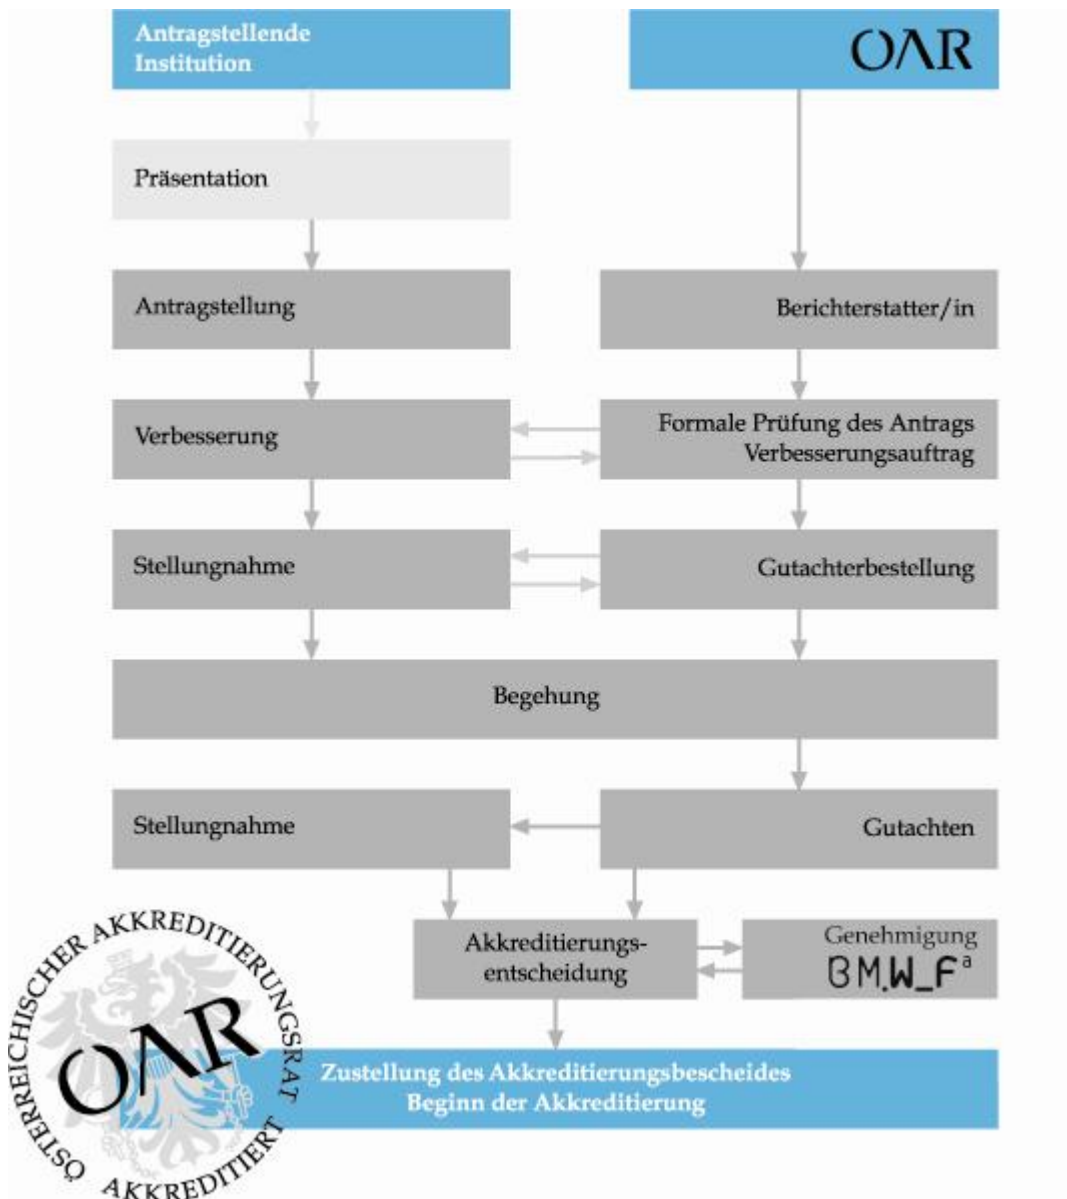 Antragstellende
Institution
OAR
Präsentation
Antragstellung
Berichterstatter/in
Verbesserung
Formale Prüfung des Antrags
Verbesserungsauftrag
Stellungnahme
Gutachterbestellung
Begehung
Stellungnahme
Gutachten
Akkreditierungs-
entscheidung
Genehmigung
BM.W_Fª
Zustellung des Akkreditierungsbescheides
Beginn der Akkreditierung
ÖSTERREICHISCHER AKKREDITIERUNGSRAT
OAR
AKKREDITIERT